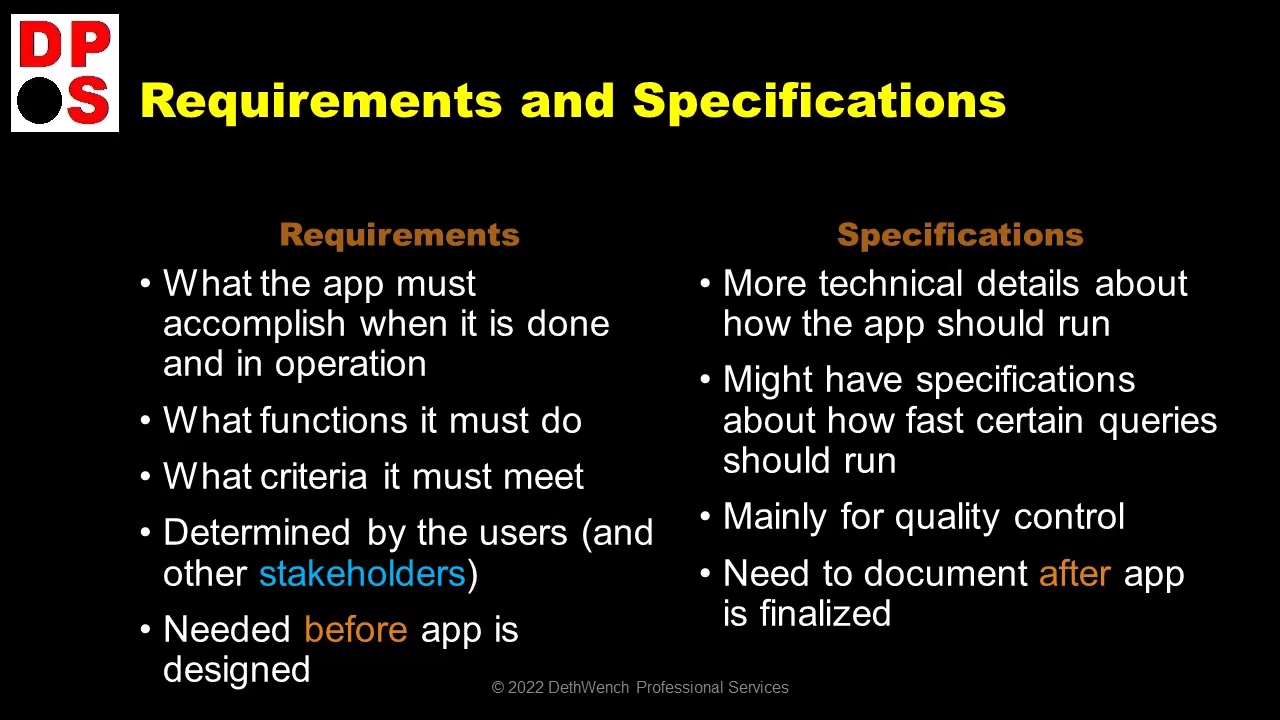 DP
S
Requirements and Specifications
Requirements
• What the app must
accomplish when it is done
and in operation
• What functions it must do
• What criteria it must meet
• Determined by the users (and
other stakeholders)
• Needed before app is
designed
Specifications
• More technical details about
how the app should run
• Might have specifications
about how fast certain queries
should run
• Mainly for quality control
• Need to document after app
is finalized
© 2022 DethWench Professional Services